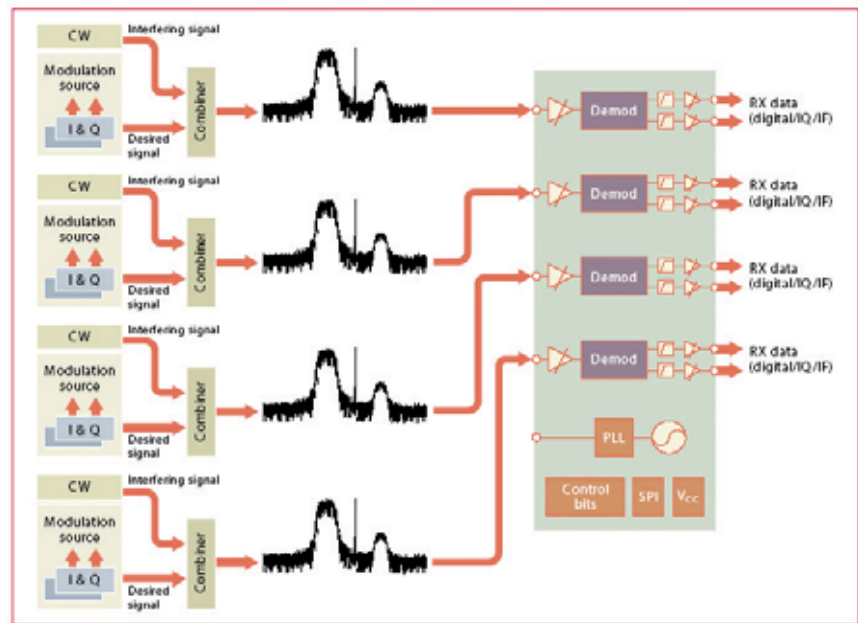 CW
Interfering signal
Modulation
source
I & Q
Desired
signal
Combiner
CW
Interfering signal
Modulation
source
I & Q
Desired
signal
Combiner
CW
Interfering signal
Modulation
source
I & Q
Desired
signal
Combiner
CW
Interfering signal
Modulation
source
I & Q
Desired
signal
Combiner
Demod
RX data
(digital/IQ/IF)
Demod
RX data
(digital/IQ/IF)
Demod
RX data
(digital/IQ/IF)
Demod
RX data
(digital/IQ/IF)
PLL
Control
bits
SPI
VCC